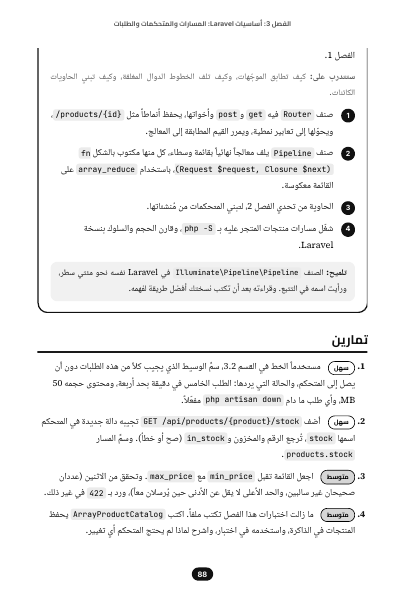 الفصل 3: أساسيات Laravel: المسارات والمتحكمات والطلبات
الفصل 1.
ستتدرب على: كيف تطابق الموجّهات، وكيف تلف الخطوط الدوال المغلقة، وكيف تبني الحاويات
الكائنات.
1 صنف Router فيه get و post وأخواتها، يحفظ أنماطاً مثل /products/{id}،
ويحوّلها إلى تعابير نمطية، ويمرر القيم المطابقة إلى المعالج.
2 صنف Pipeline يلف معالجاً نهائياً بقائمة وسطاء، كل منها مكتوب بالشكل fn
(Request $request, Closure $next)، باستخدام array_reduce على
القائمة معكوسة.
3 الحاوية من تحدي الفصل 2، لتبني المتحكمات من مُنشئاتها.
4 شغّل مسارات منتجات المتجر عليه بـ php -S، وقارن الحجم والسلوك بنسخة
Laravel.
تلميح: الصنف Illuminate\Pipeline\Pipeline في Laravel نفسه نحو مئتي سطر،
ورأيت اسمه في التتبع. وقراءته بعد أن تكتب نسختك أفضل طريقة لفهمه.
تمارين
1. سهل مستخدماً الخط في القسم 3.2، سمِّ الوسيط الذي يجيب كلاً من هذه الطلبات دون أن
يصل إلى المتحكم، والحالة التي يردها: الطلب الخامس في دقيقة بحد أربعة، ومحتوى حجمه 50
MB، وأي طلب ما دام php artisan down مفعّلاً.
2. سهل أضف GET /api/products/{product}/stock تجيبه دالة جديدة في المتحكم
اسمها stock، تُرجع الرقم والمخزون و in_stock (صح أو خطأ). وسمِّ المسار
products.stock.
3. متوسط اجعل القائمة تقبل min_price مع max_price. وتحقق من الاثنين (عددان
صحيحان غير سالبين، والحد الأعلى لا يقل عن الأدنى حين يُرسلان معاً)، ورد بـ 422 في غير ذلك.
4. متوسط ما زالت اختبارات هذا الفصل تكتب ملفاً. اكتب ArrayProductCatalog يحفظ
المنتجات في الذاكرة، واستخدمه في اختبار، واشرح لماذا لم يحتج المتحكم أي تغيير.
88